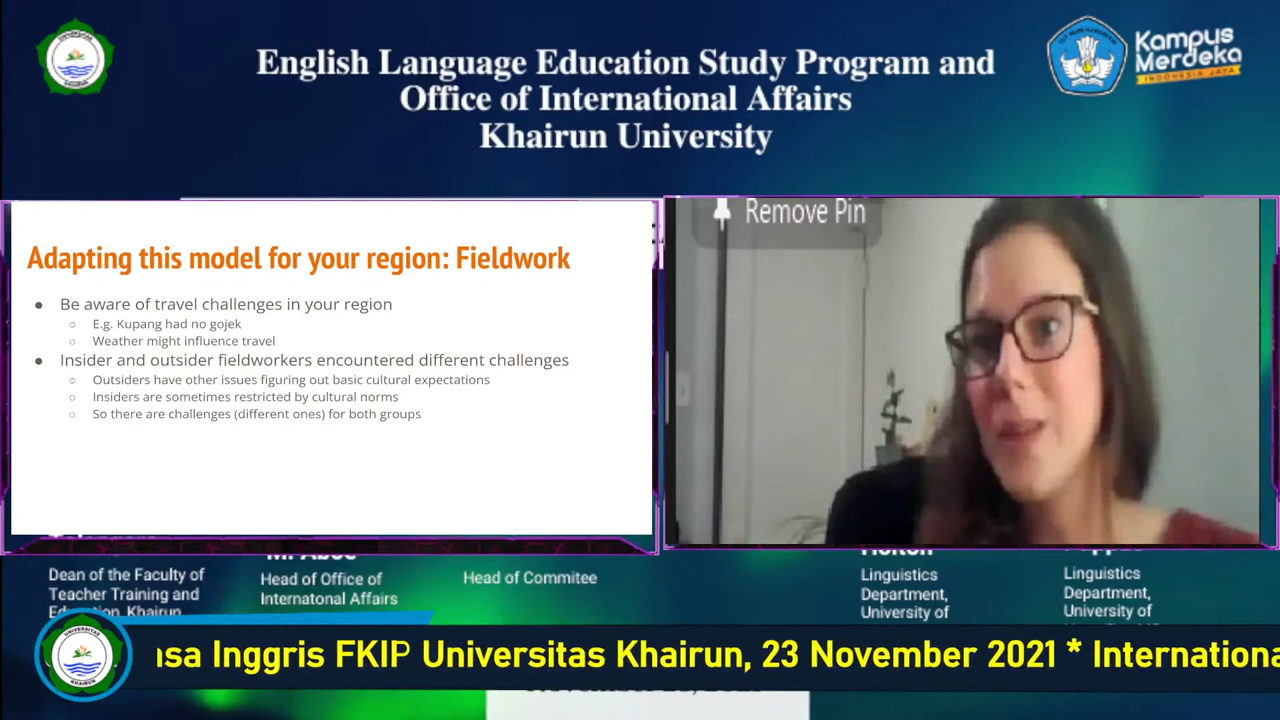 English Language Education Study Program and
Office of International Affairs
Khairun University
Kampus
Merdeka
INDONESIA JAYA
Remove Pin
Adapting this model for your region: Fieldwork
● Be aware of travel challenges in your region
○ E.g. Kupang had no gojek
○ Weather might influence travel
● Insider and outsider fieldworkers encountered different challenges
○ Outsiders have other issues figuring out basic cultural expectations
○ Insiders are sometimes restricted by cultural norms
○ So there are challenges (different ones) for both groups
Dean of the Faculty of
Teacher Training and
Education, Khairun
Head of Office of
Internatonal Affairs
Head of Commitee
Holton
Linguistics
Department,
University of
Linguistics
Department,
University of
UNIVERSITAS
KHAIRUN
Inggris FKIP Universitas Khairun, 23 November 2021 * Internationa